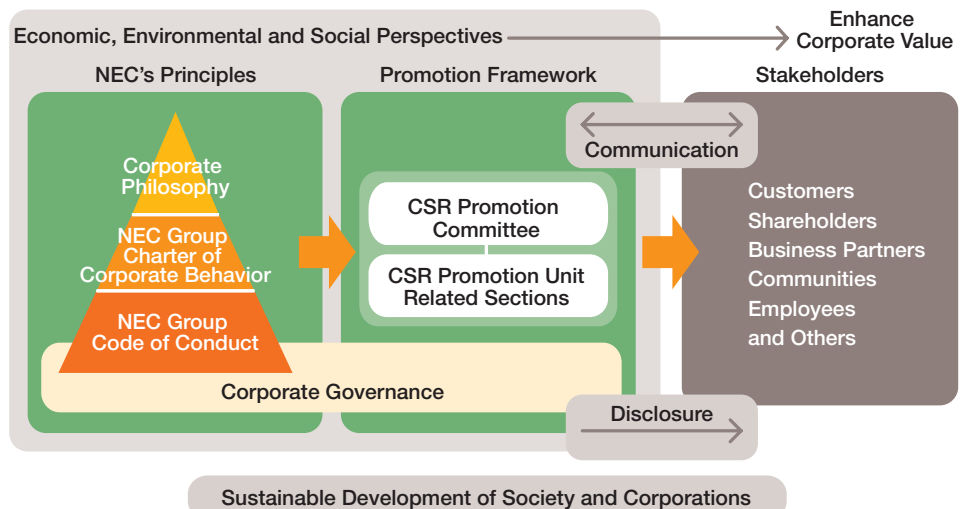 Economic, Environmental and Social Perspectives
Enhance
Corporate Value
NEC's Principles
Promotion Framework
Stakeholders
Corporate
Philosophy
NEC Group
Charter of
Corporate Behavior
NEC Group
Code of Conduct
CSR Promotion
Committee
CSR Promotion Unit
Related Sections
Corporate Governance
Communication
Customers
Shareholders
Business Partners
Communities
Employees
and Others
Disclosure
Sustainable Development of Society and Corporations